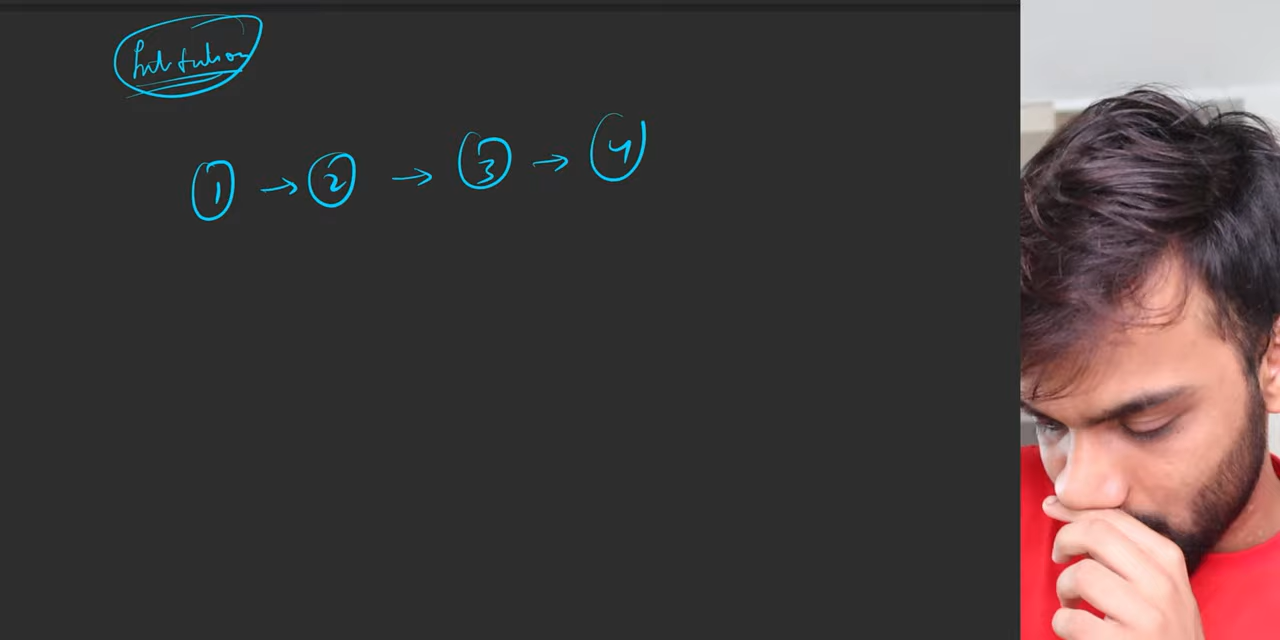 Intuition
1 → 2 → 3 → 4